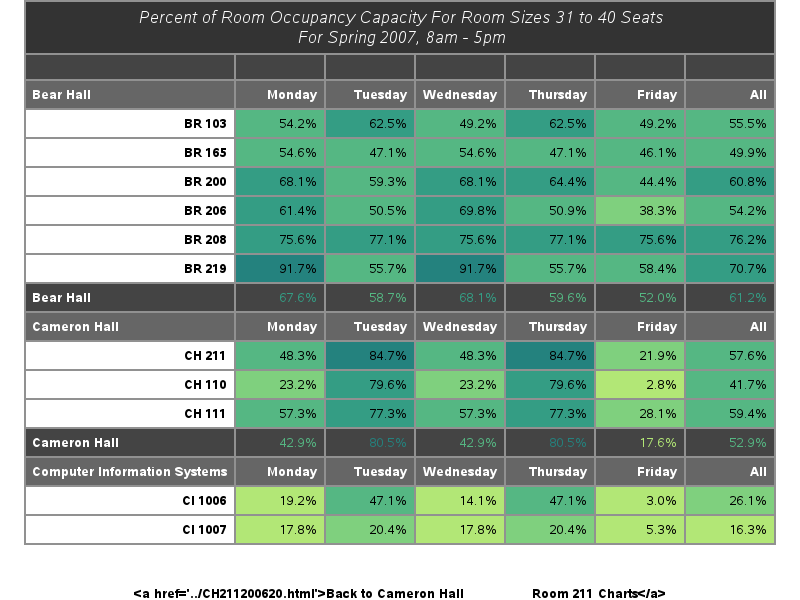 Percent of Room Occupancy Capacity For Room Sizes 31 to 40 Seats
For Spring 2007, 8am - 5pm
Bear Hall Monday Tuesday Wednesday Thursday Friday All
BR 103 54.2% 62.5% 49.2% 62.5% 49.2% 55.5%
BR 165 54.6% 47.1% 54.6% 47.1% 46.1% 49.9%
BR 200 68.1% 59.3% 68.1% 64.4% 44.4% 60.8%
BR 206 61.4% 50.5% 69.8% 50.9% 38.3% 54.2%
BR 208 75.6% 77.1% 75.6% 77.1% 75.6% 76.2%
BR 219 91.7% 55.7% 91.7% 55.7% 58.4% 70.7%
Bear Hall 67.6% 58.7% 68.1% 59.6% 52.0% 61.2%
Cameron Hall Monday Tuesday Wednesday Thursday Friday All
CH 211 48.3% 84.7% 48.3% 84.7% 21.9% 57.6%
CH 110 23.2% 79.6% 23.2% 79.6% 2.8% 41.7%
CH 111 57.3% 77.3% 57.3% 77.3% 28.1% 59.4%
Cameron Hall 42.9% 80.5% 42.9% 80.5% 17.6% 52.9%
Computer Information Systems Monday Tuesday Wednesday Thursday Friday All
CI 1006 19.2% 47.1% 14.1% 47.1% 3.0% 26.1%
CI 1007 17.8% 20.4% 17.8% 20.4% 5.3% 16.3%
<a href='../CH211200620.html'>Back to Cameron Hall Room 211 Charts</a>